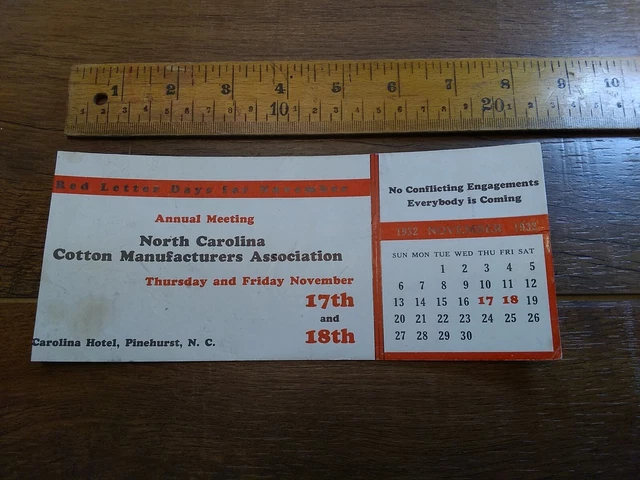 1 2 3 4 5 6 7 8 9 10
10 20
Red Letter Days for November
Annual Meeting
North Carolina
Cotton Manufacturers Association
Thursday and Friday November
17th
and
18th
Carolina Hotel, Pinehurst, N. C.
No Conflicting Engagements
Everybody is Coming
1932 NOVEMBER 1932
SUN MON TUE WED THU FRI SAT
1 2 3 4 5
6 7 8 9 10 11 12
13 14 15 16 17 18 19
20 21 22 23 24 25 26
27 28 29 30